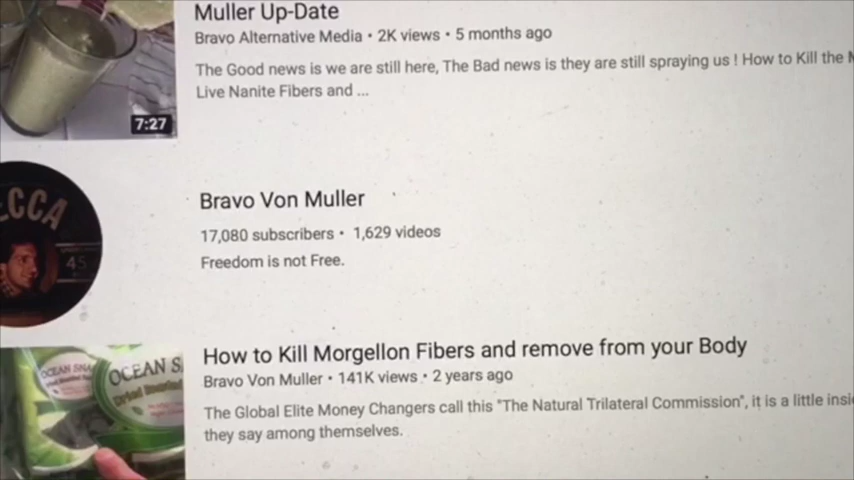 Muller Up-Date
Bravo Alternative Media • 2K views • 5 months ago
The Good news is we are still here, The Bad news is they are still spraying us ! How to Kill the M
Live Nanite Fibers and ...
7:27
Bravo Von Muller
17,080 subscribers • 1,629 videos
Freedom is not Free.
CCA
45
How to Kill Morgellon Fibers and remove from your Body
Bravo Von Muller • 141K views • 2 years ago
The Global Elite Money Changers call this "The Natural Trilateral Commission", it is a little insi
they say among themselves.
OCEAN SNA
OCEAN S